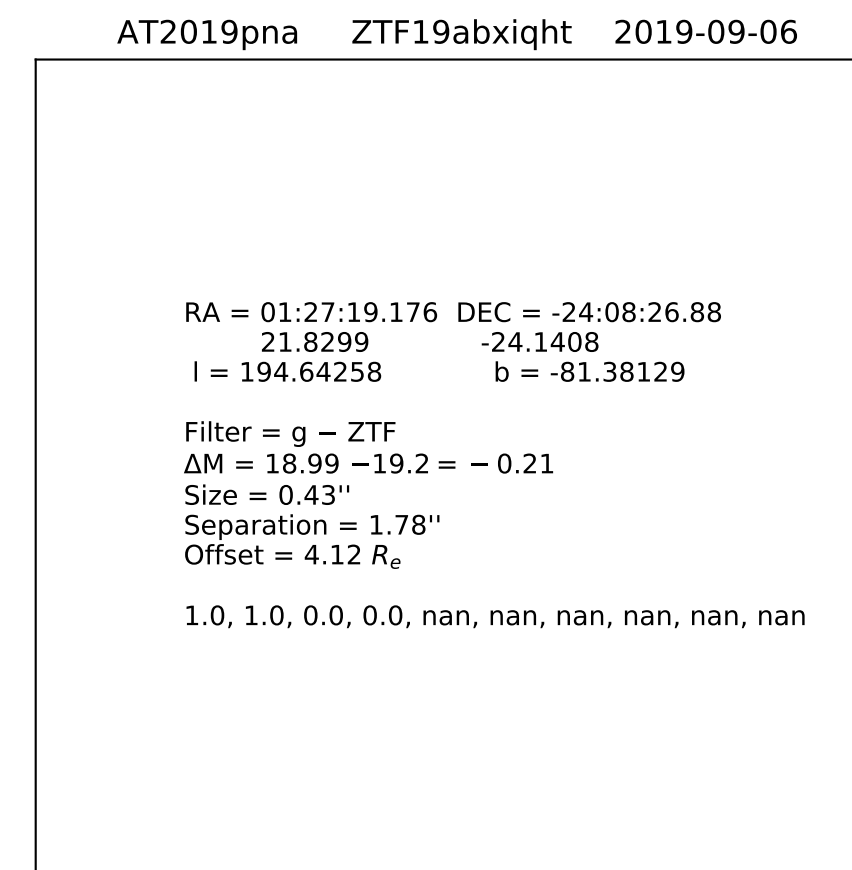 AT2019pna ZTF19abxiqht 2019-09-06
RA = 01:27:19.176 DEC = -24:08:26.88
21.8299 -24.1408
l = 194.64258 b = -81.38129
Filter = g − ZTF
ΔM = 18.99 −19.2 = − 0.21
Size = 0.43''
Separation = 1.78''
Offset = 4.12 Re
1.0, 1.0, 0.0, 0.0, nan, nan, nan, nan, nan, nan